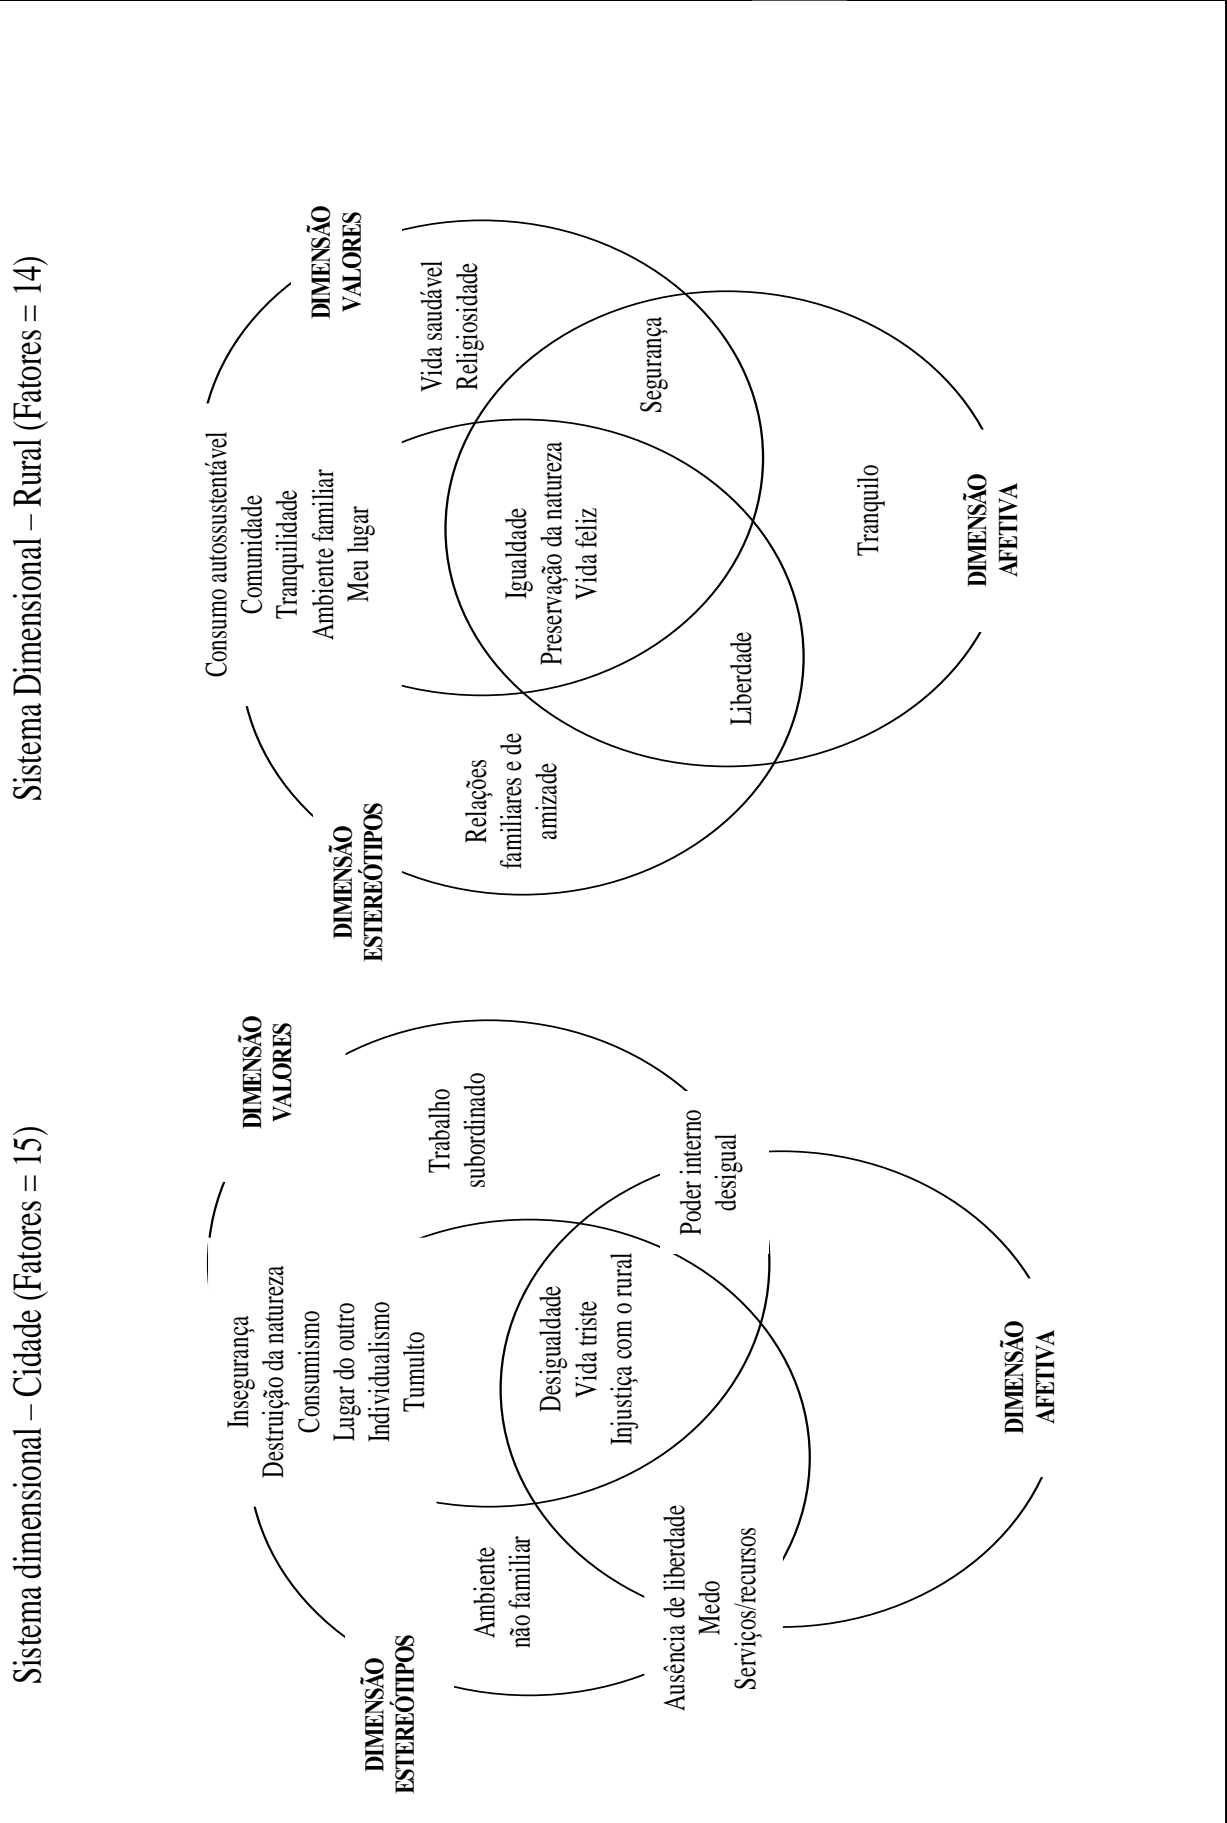 Sistema dimensional – Cidade (Fatores = 15)
DIMENSÃO
VALORES
Insegurança
Destruição da natureza
Consumismo
Lugar do outro
Individualismo
Tumulto
DIMENSÃO
ESTEREÓTIPOS
Trabalho
subordinado
Ambiente
não familiar
Desigualdade
Vida triste
Injustiça com o rural
Poder interno
desigual
Ausência de liberdade
Medo
Serviços/recursos
DIMENSÃO
AFETIVA
Sistema Dimensional – Rural (Fatores = 14)
Consumo autossustentável
Comunidade
Tranquilidade
Ambiente familiar
Meu lugar
DIMENSÃO
VALORES
DIMENSÃO
ESTEREÓTIPOS
Vida saudável
Religiosidade
Relações
familiares e de
amizade
Igualdade
Preservação da natureza
Vida feliz
Segurança
Liberdade
Tranquilo
DIMENSÃO
AFETIVA